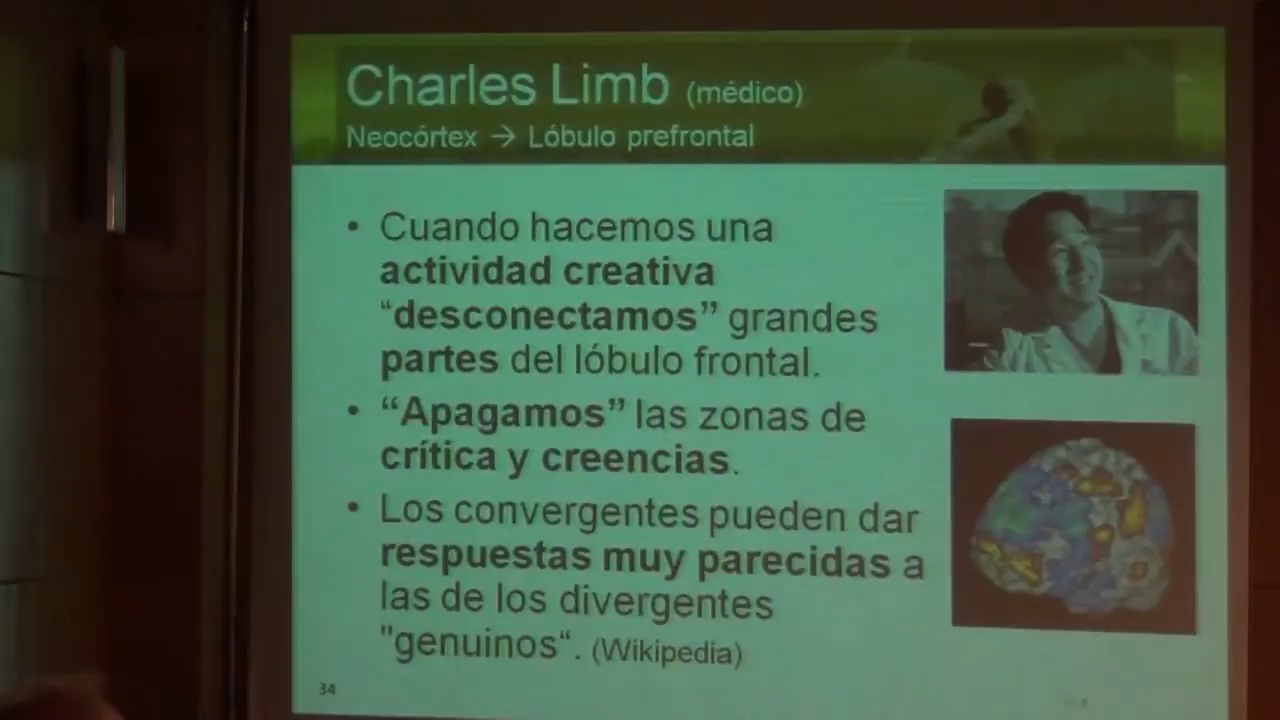 Charles Limb (médico)
Neocórtex → Lóbulo prefrontal
• Cuando hacemos una
actividad creativa
“desconectamos” grandes
partes del lóbulo frontal.
• “Apagamos” las zonas de
crítica y creencias.
• Los convergentes pueden dar
respuestas muy parecidas a
las de los divergentes
"genuinos“. (Wikipedia)
34